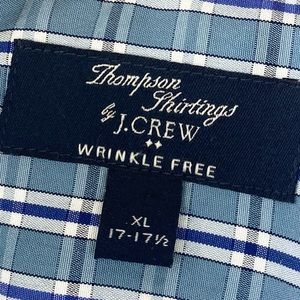 Thompson
Shirtings
by J.CREW
WRINKLE FREE
XL
17-17½